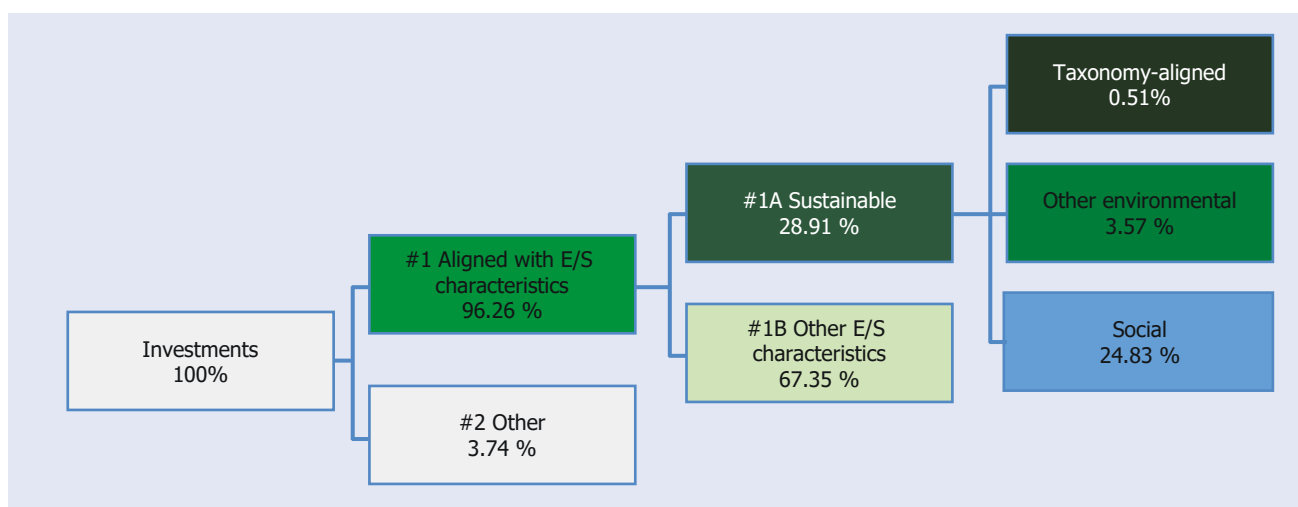 Investments
100%
#1 Aligned with E/S
characteristics
96.26 %
#2 Other
3.74 %
#1A Sustainable
28.91 %
#1B Other E/S
characteristics
67.35 %
Taxonomy-aligned
0.51%
Other environmental
3.57 %
Social
24.83 %